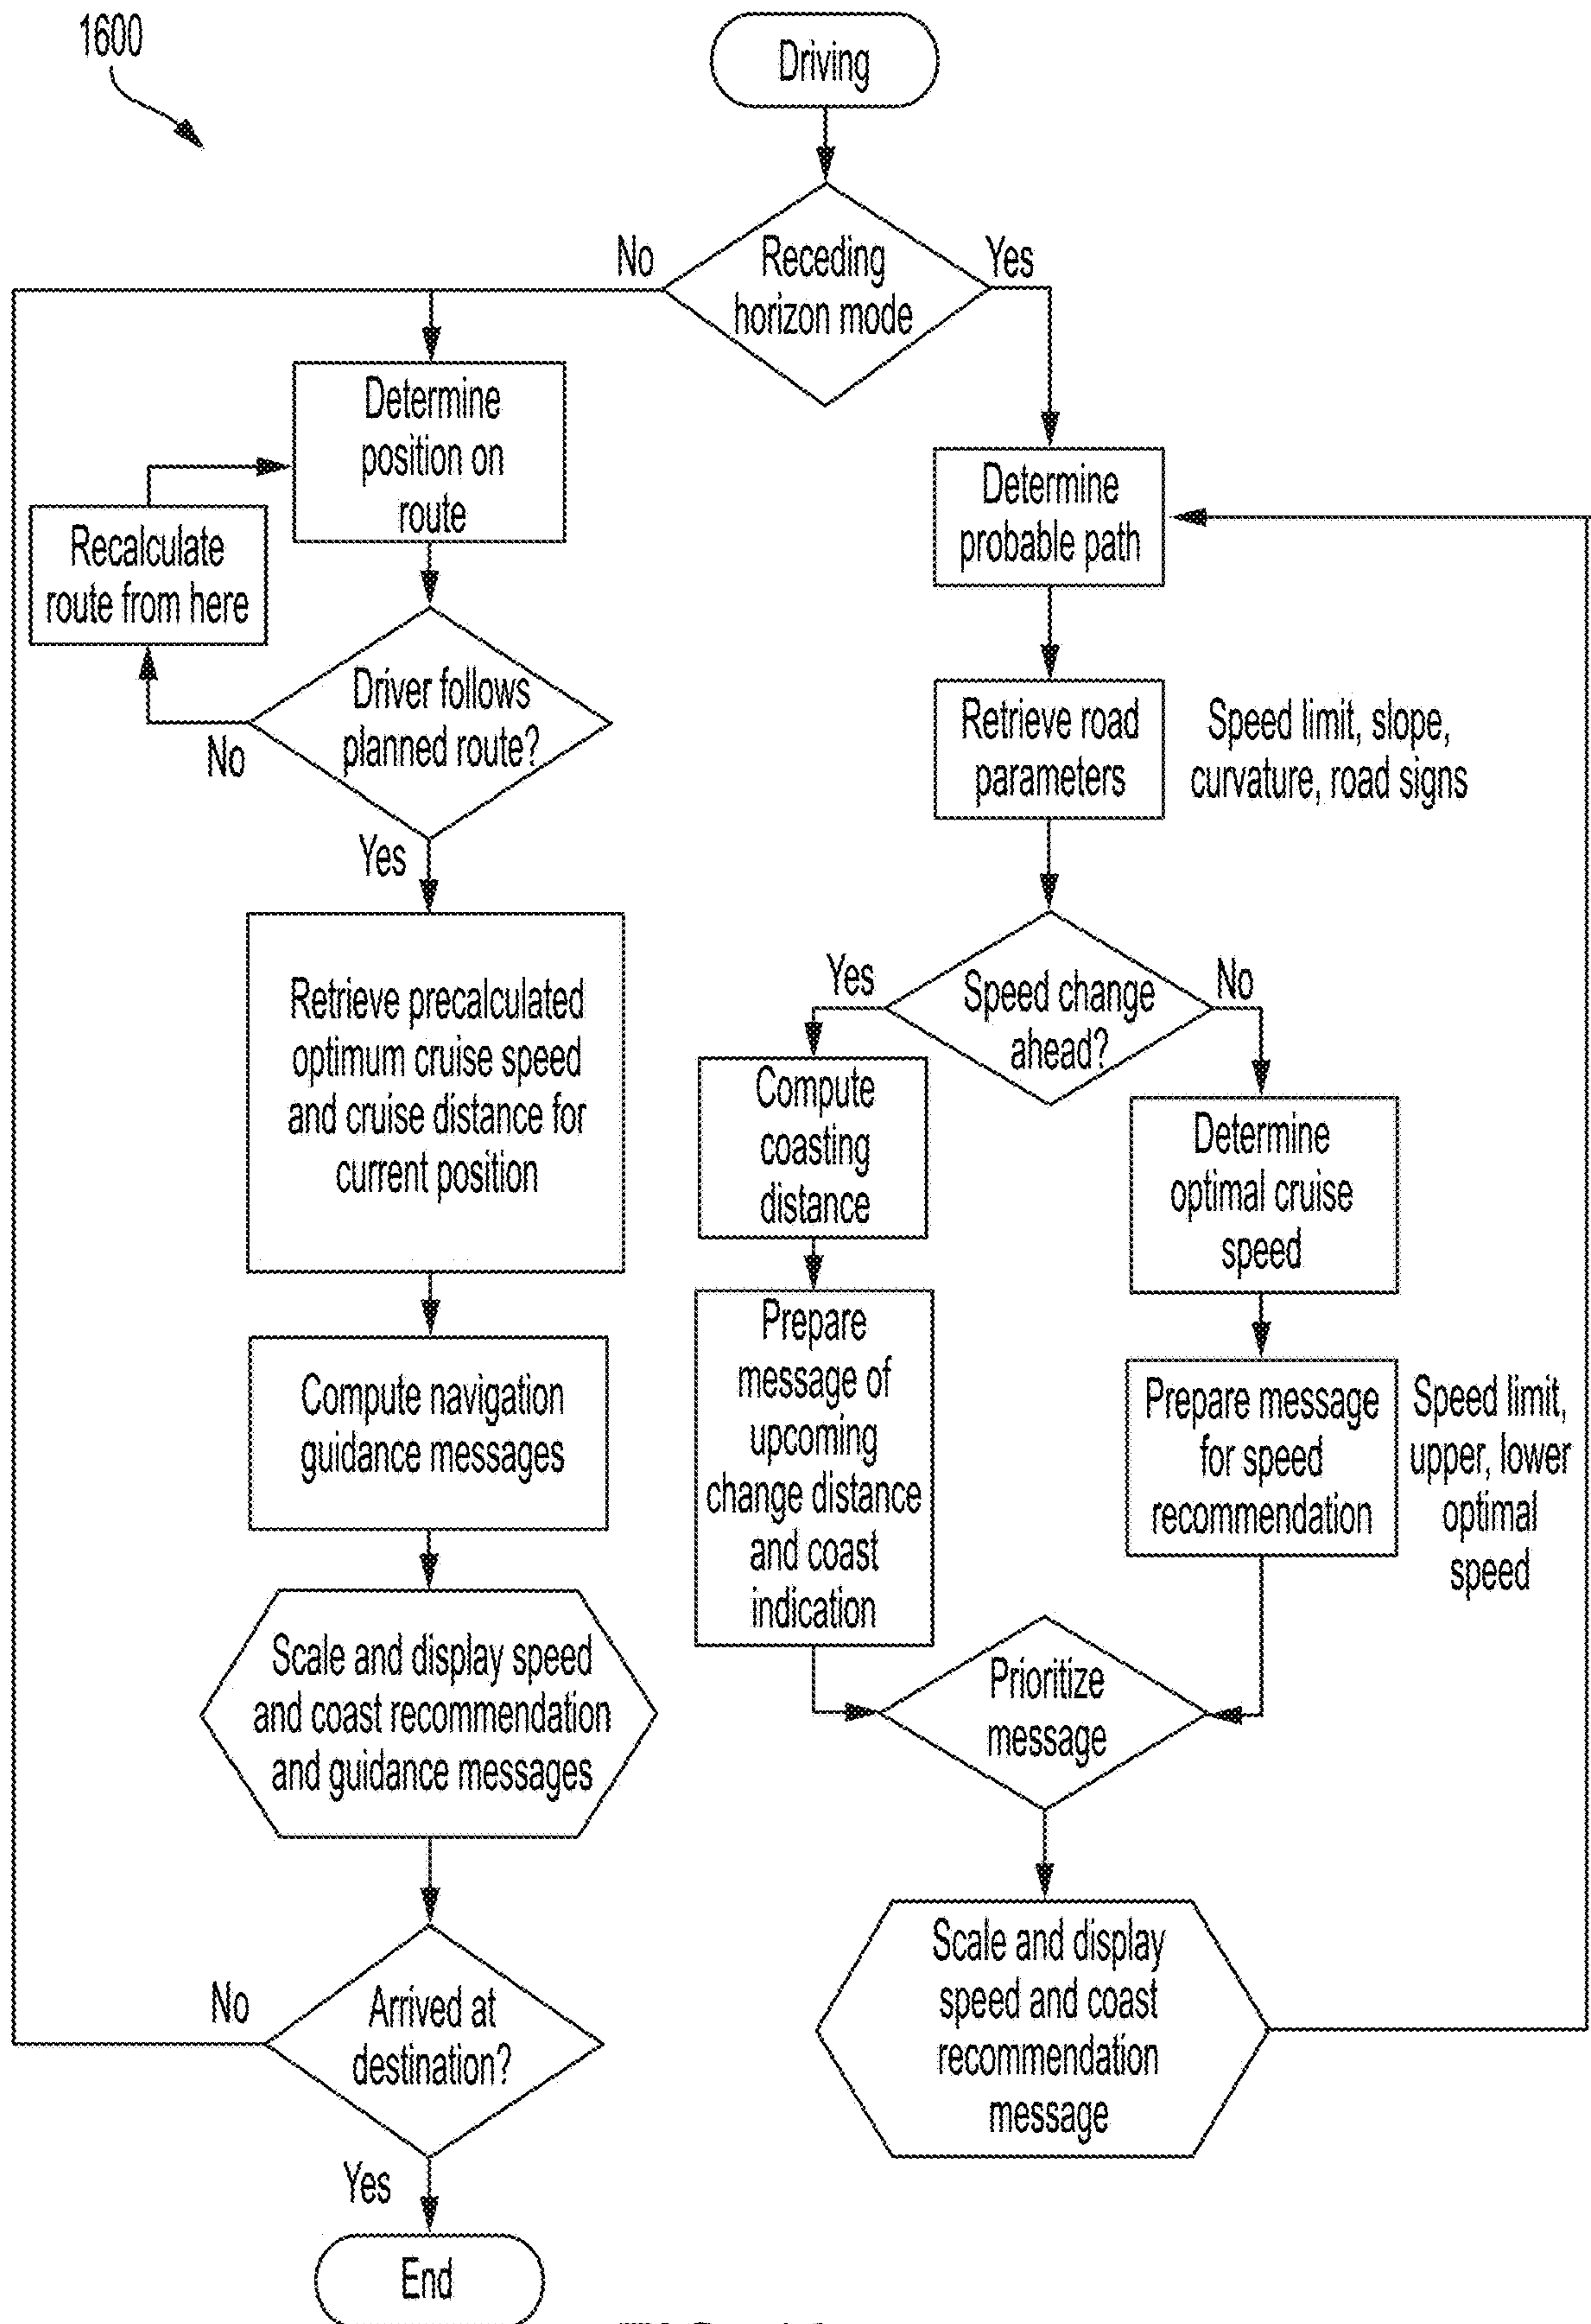 1600
Driving
Receding
horizon mode
No
Yes
Determine
position on
route
Recalculate
route from here
Driver follows
planned route?
No
Yes
Retrieve precalculated
optimum cruise speed
and cruise distance for
current position
Compute navigation
guidance messages
Scale and display speed
and coast recommendation
and guidance messages
Arrived at
destination?
No
Yes
End
Determine
probable path
Retrieve road
parameters
Speed limit, slope,
curvature, road signs
Speed change
ahead?
Yes
No
Compute
coasting
distance
Prepare
message of
upcoming
change distance
and coast
indication
Determine
optimal cruise
speed
Prepare message
for speed
recommendation
Speed limit,
upper, lower
optimal
speed
Prioritize
message
Scale and display
speed and coast
recommendation
message